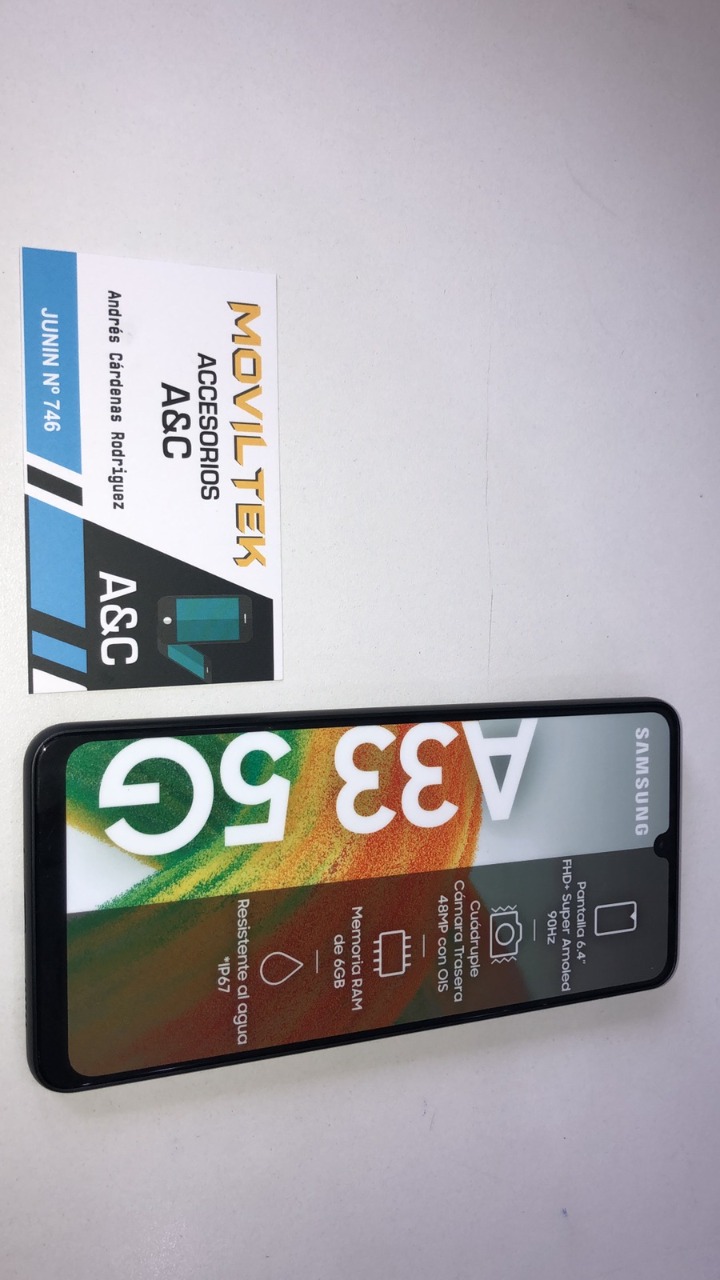 MOVILTEK
ACCESORIOS
A&C
Andrés Cárdenas Rodriguez
A&C
JUNIN Nº 746
SAMSUNG
A33 5G
Pantalla 6.4"
FHD+ Super Amoled
90Hz
Cuádruple
Cámara Trasera
48MP con OIS
Memoria RAM
de 6GB
Resistente al agua
*IP67